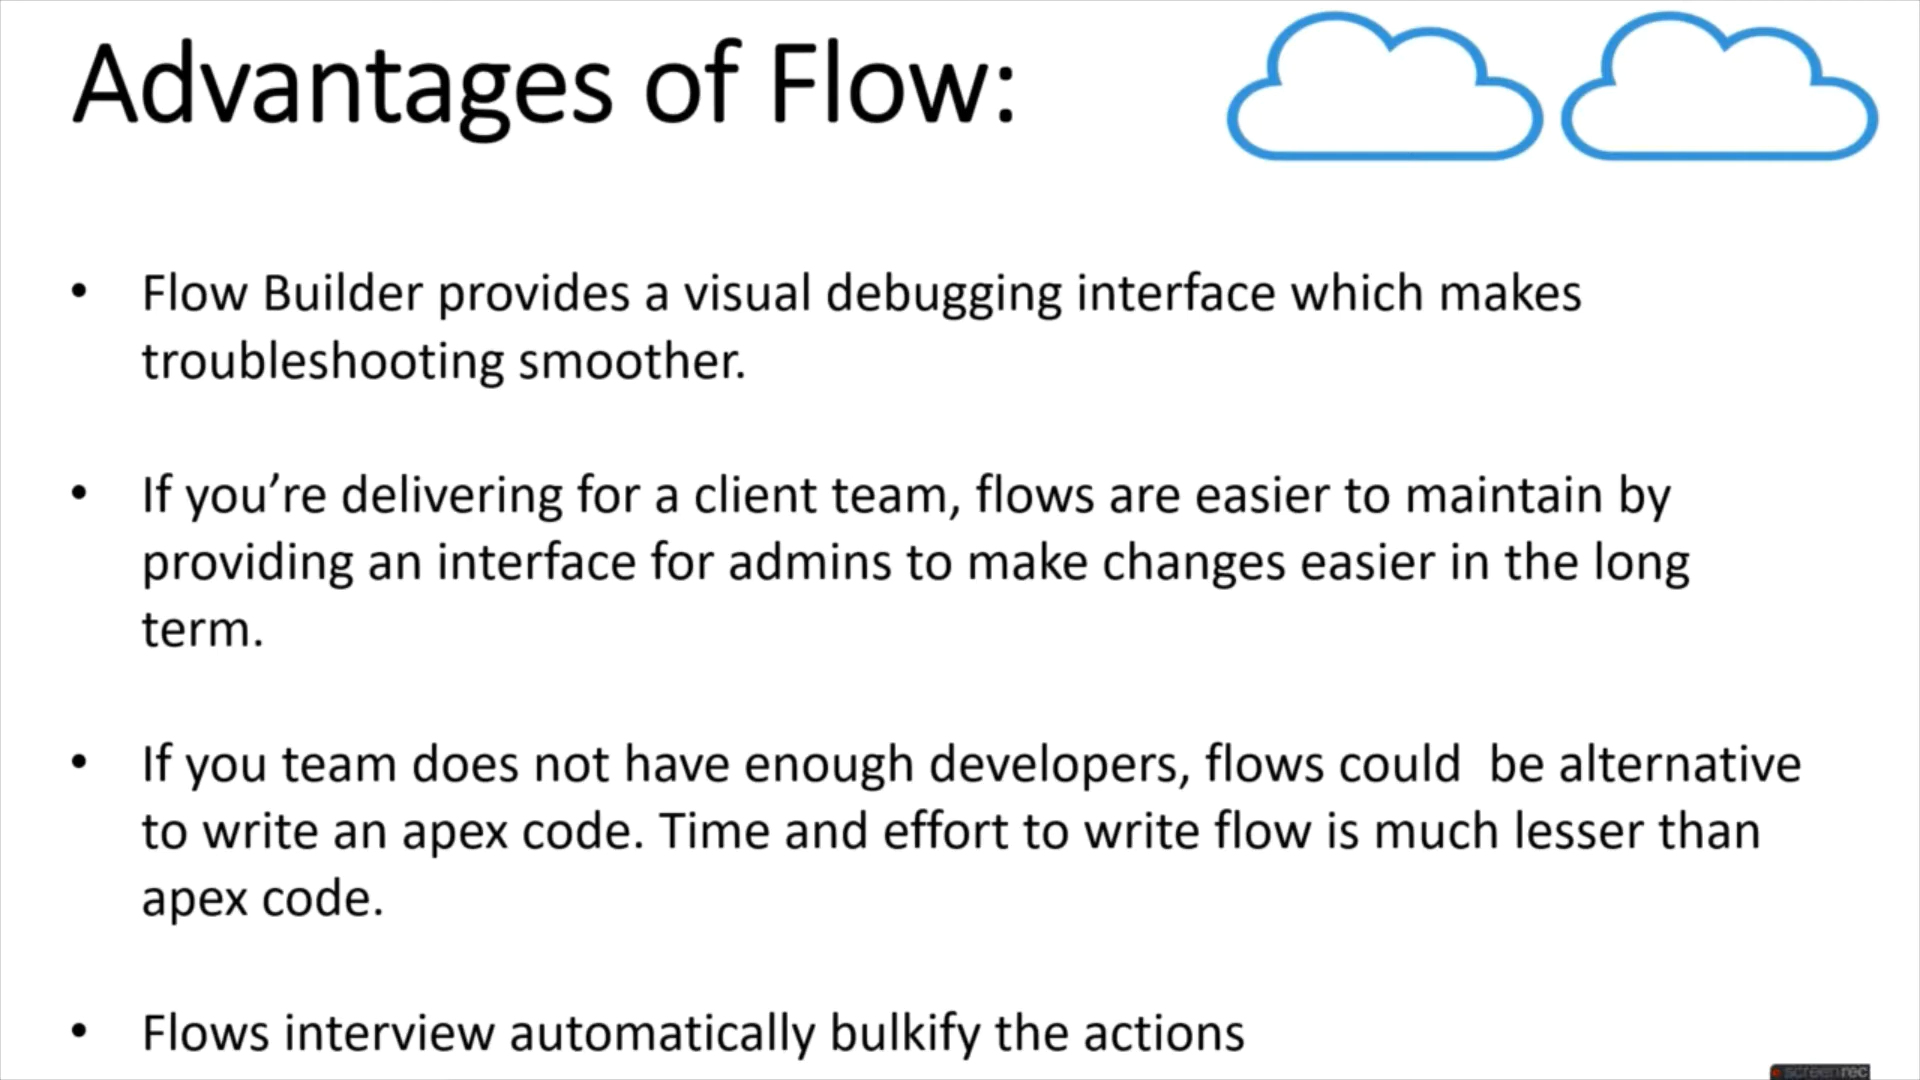 Advantages of Flow:
• Flow Builder provides a visual debugging interface which makes
troubleshooting smoother.
• If you’re delivering for a client team, flows are easier to maintain by
providing an interface for admins to make changes easier in the long
term.
• If you team does not have enough developers, flows could  be alternative
to write an apex code. Time and effort to write flow is much lesser than
apex code.
• Flows interview automatically bulkify the actions
screenrec